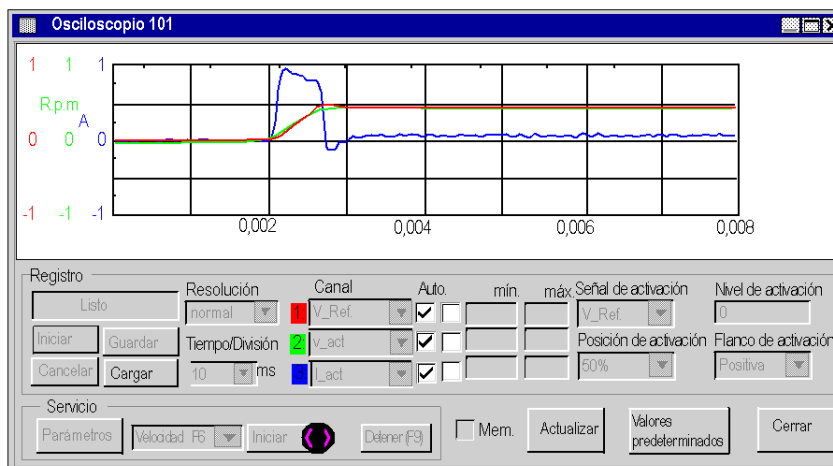 Osciloscopio 101
1 1 1
R.p.m
A
0 0 0
-1 -1 -1
0,002 0,004 0,006 0,008
Registro
Listo
Iniciar Guardar
Cancelar Cargar
Resolución
normal
Tiempo/División
10 ms
Canal Auto. mín. máx.
1 V_Ref.
2 v_act
3 I_act
Señal de activación
V_Ref.
Posición de activación
50%
Nivel de activación
0
Flanco de activación
Positiva
Servicio
Parámetros Velocidad F6 Iniciar Detener (F9)
Mem.
Actualizar
Valores
predeterminados
Cerrar